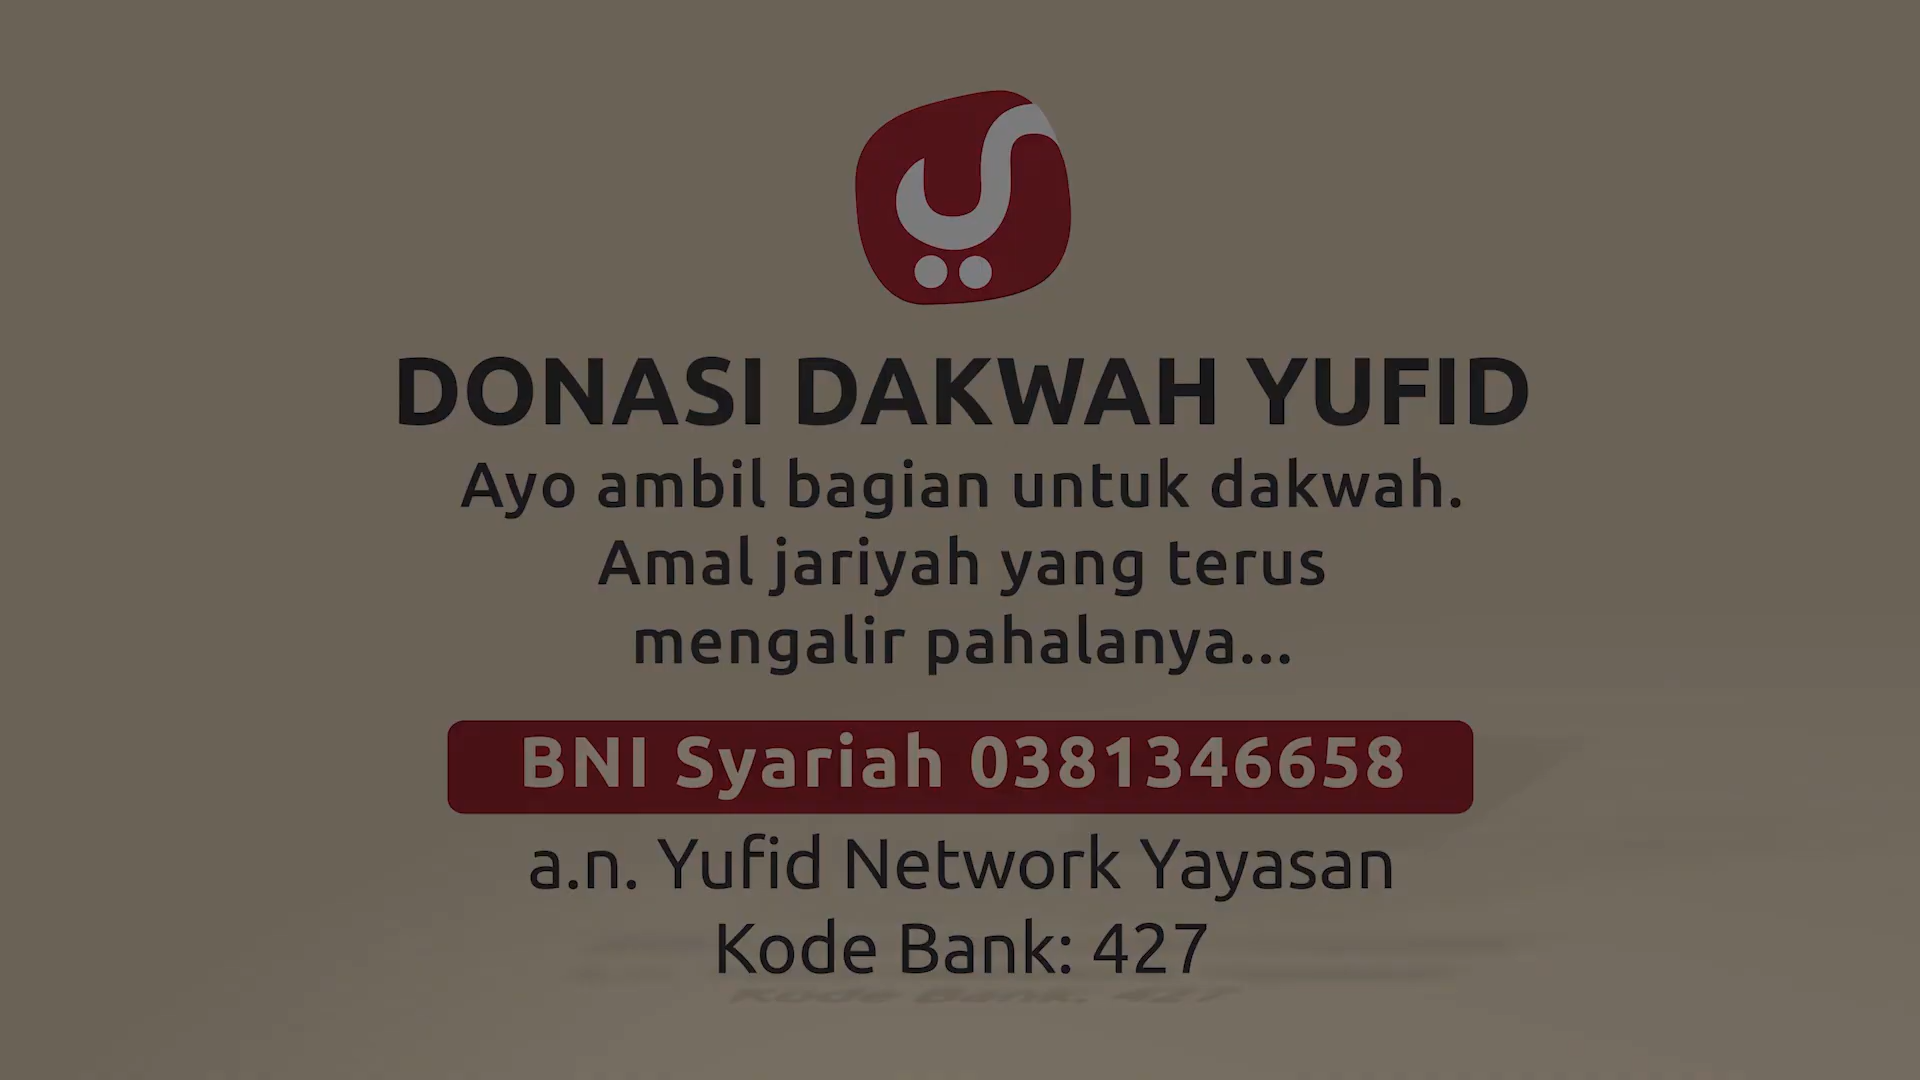 DONASI DAKWAH YUFID
Ayo ambil bagian untuk dakwah.
Amal jariyah yang terus
mengalir pahalanya...
BNI Syariah 0381346658
a.n. Yufid Network Yayasan
Kode Bank: 427